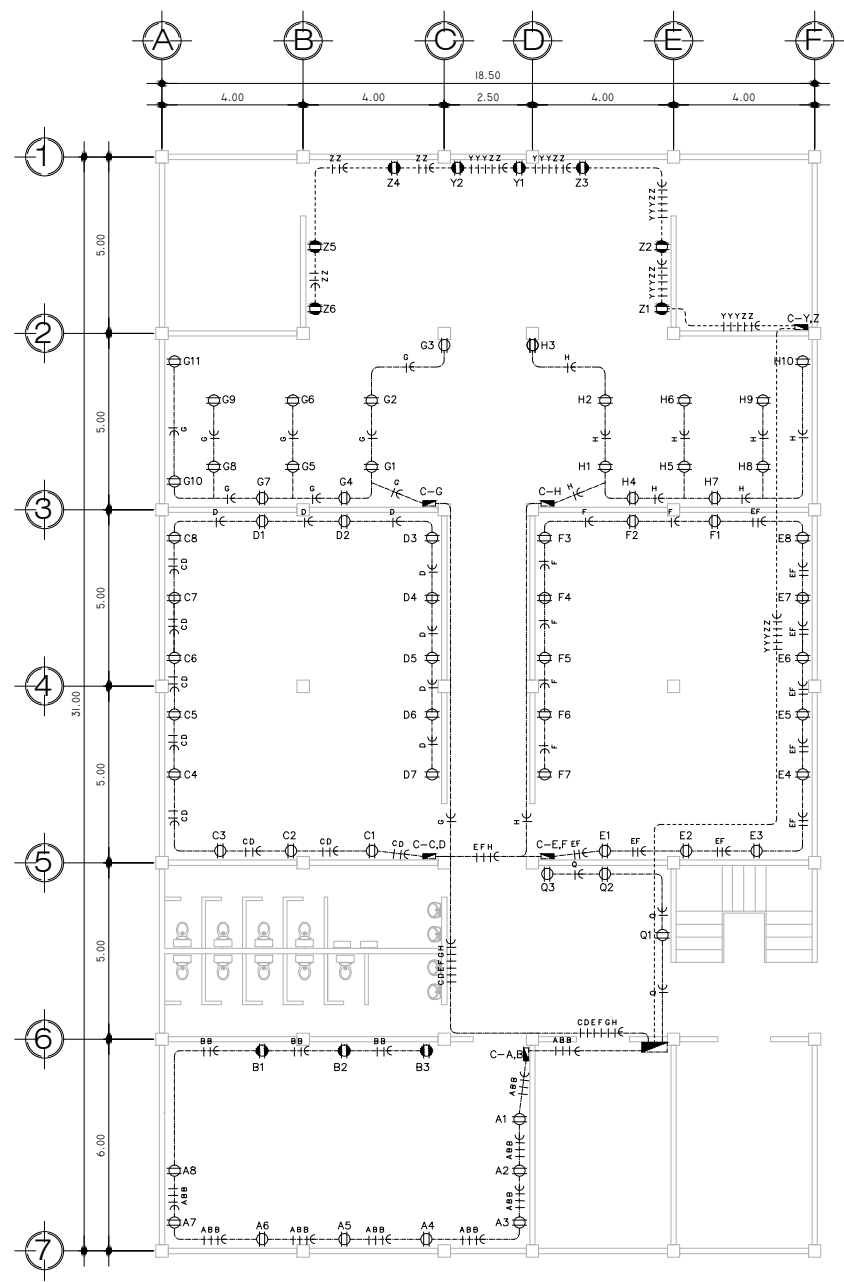 A B C D E F
18.50
4.00 4.00 2.50 4.00 4.00
1
ZZ ZZ YYYZZ YYYZZ
Z4 Y2 Y1 Z3
YYYZZ
5.00
Z5 Z2
ZZ YYYZZ
Z6 Z1 YYYZZ C-Y,Z
2
G3 H3
G11 G H H10
G9 G6 G2 H2 H6 H9
5.00
G G G G H H H H
G10 G8 G5 G1 H1 H5 H8
G G7 G G4 G C-G C-H H H4 H H7 H
3
D D D F F EF
D1 D2 F2 F1
C8 D3 F3 E8
CD D F EF
5.00
C7 D4 F4 E7
CD D F EF YYYZZ
C6 D5 F5 E6
4
CD D F EF
31.00
C5 D6 F6 E5
CD D F EF
C4 D7 F7 E4
5.00
CD G H EF
C3 C2 C1 E1 E2 E3
CD CD CD C-C,D EFH C-E,F EF EF EF
5
Q
Q3 Q2
Q
Q1
5.00
CDEFGH Q
6
CDEFGH
BB BB BB C-A,B ABB
B1 B2 B3
ABB
A1
6.00
ABB
A8 A2
ABB ABB
A7 A6 A5 A4 A3
ABB ABB ABB ABB
7